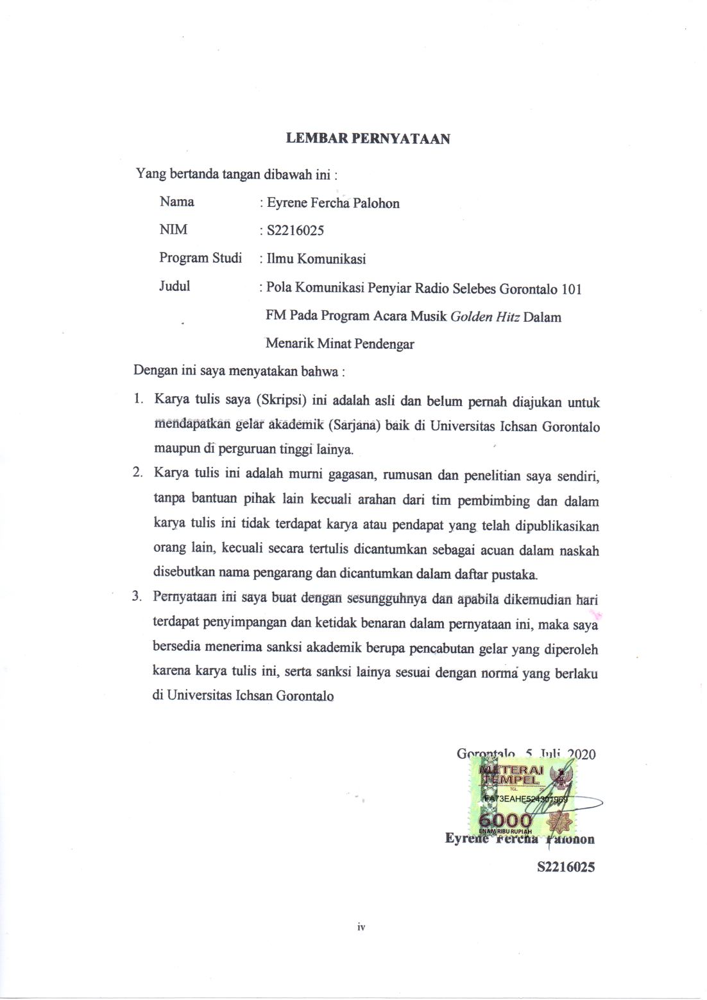 LEMBAR PERNYATAAN
Yang bertanda tangan dibawah ini :
Nama : Eyrene Fercha Palohon
NIM : S2216025
Program Studi : Ilmu Komunikasi
Judul : Pola Komunikasi Penyiar Radio Selebes Gorontalo 101
FM Pada Program Acara Musik Golden Hitz Dalam
Menarik Minat Pendengar
Dengan ini saya menyatakan bahwa :
1. Karya tulis saya (Skripsi) ini adalah asli dan belum pernah diajukan untuk
mendapatkan gelar akademik (Sarjana) baik di Universitas Ichsan Gorontalo
maupun di perguruan tinggi lainya.
2. Karya tulis ini adalah murni gagasan, rumusan dan penelitian saya sendiri,
tanpa bantuan pihak lain kecuali arahan dari tim pembimbing dan dalam
karya tulis ini tidak terdapat karya atau pendapat yang telah dipublikasikan
orang lain, kecuali secara tertulis dicantumkan sebagai acuan dalam naskah
disebutkan nama pengarang dan dicantumkan dalam daftar pustaka.
3. Pernyataan ini saya buat dengan sesungguhnya dan apabila dikemudian hari
terdapat penyimpangan dan ketidak benaran dalam pernyataan ini, maka saya
bersedia menerima sanksi akademik berupa pencabutan gelar yang diperoleh
karena karya tulis ini, serta sanksi lainya sesuai dengan norma yang berlaku
di Universitas Ichsan Gorontalo
Gorontalo, 5 Juli 2020
METERAI
TEMPEL
TGL. 20
FA73EAHF524301969
6000
ENAM RIBU RUPIAH
Eyrene Fercha Palohon
S2216025
iv